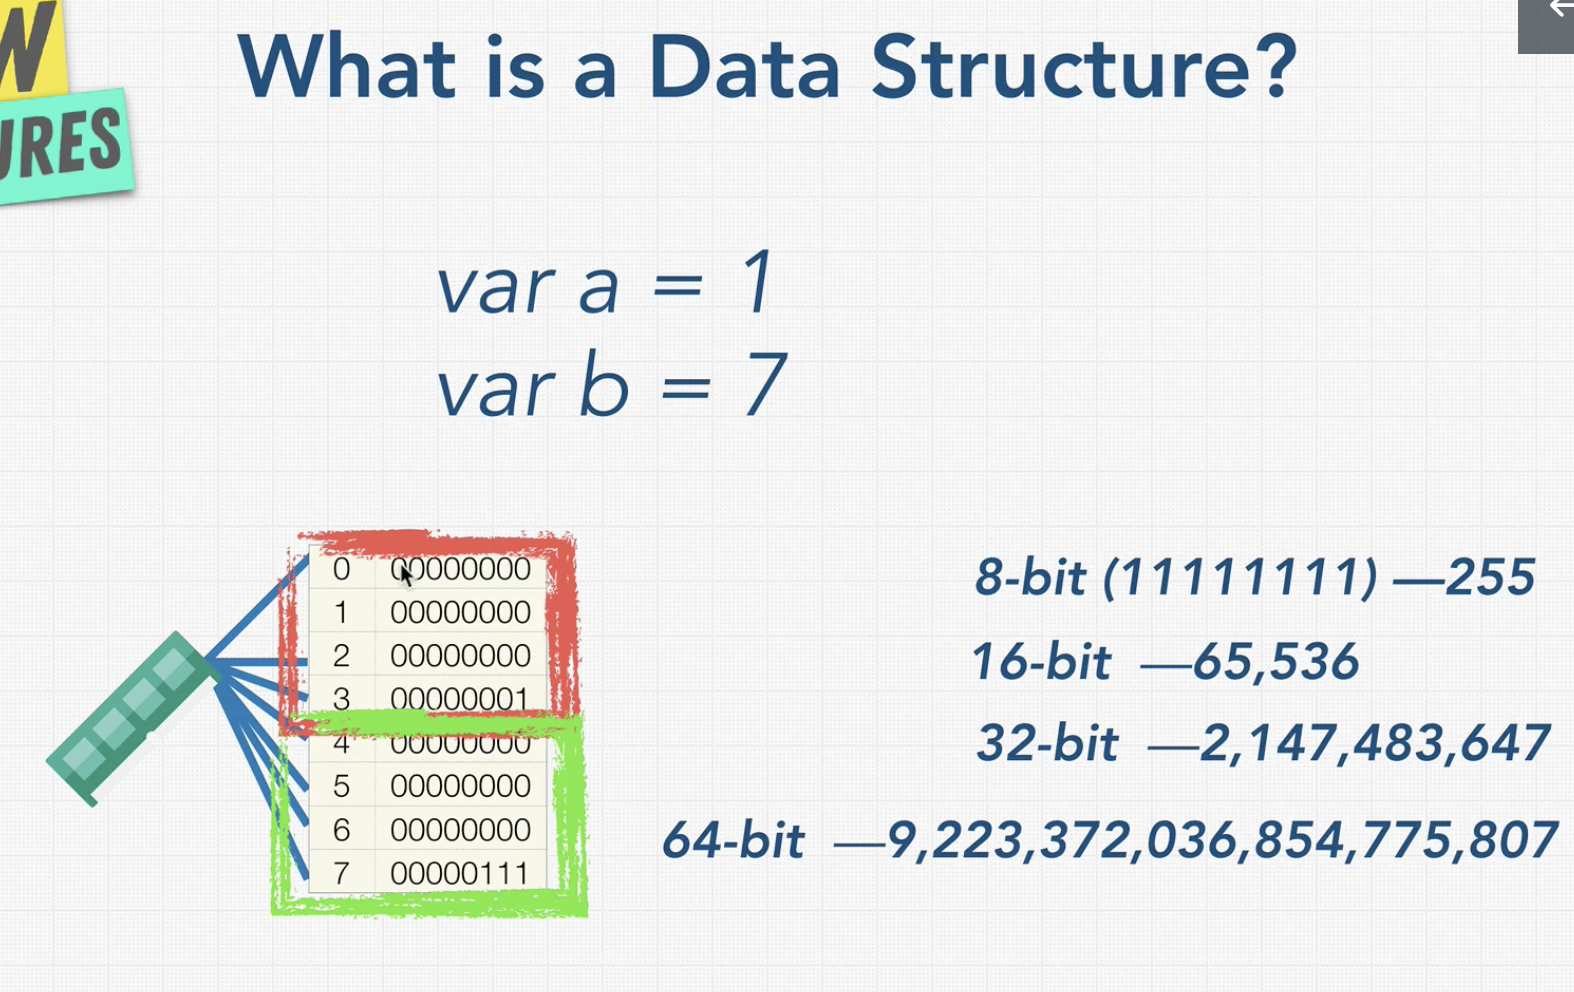 W
What is a Data Structure?
URES
var a = 1
var b = 7
0 00000000
1 00000000
2 00000000
3 00000001
4 00000000
5 00000000
6 00000000
7 00000111
8-bit (11111111) —255
16-bit —65,536
32-bit —2,147,483,647
64-bit —9,223,372,036,854,775,807